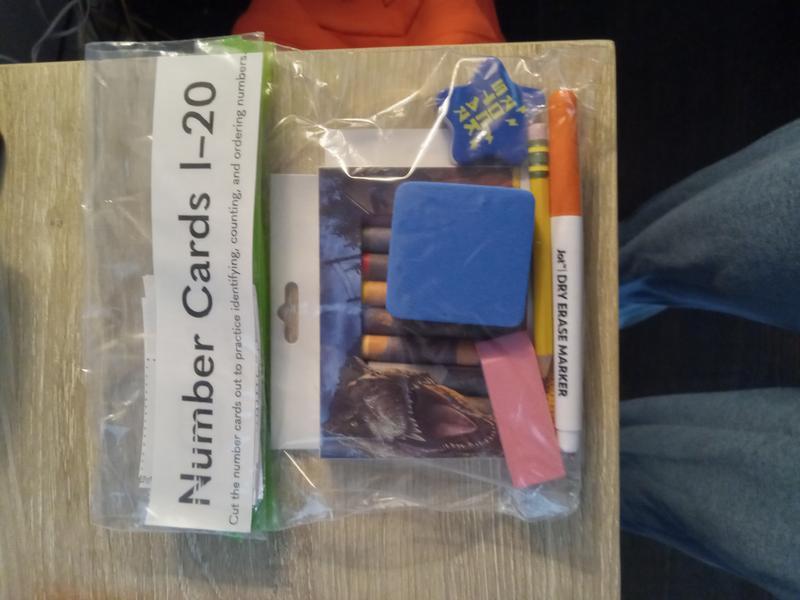 Number Cards 1–20
Cut the number cards out to practice identifying, counting, and ordering numbers.
Jot™ | DRY ERASE MARKER